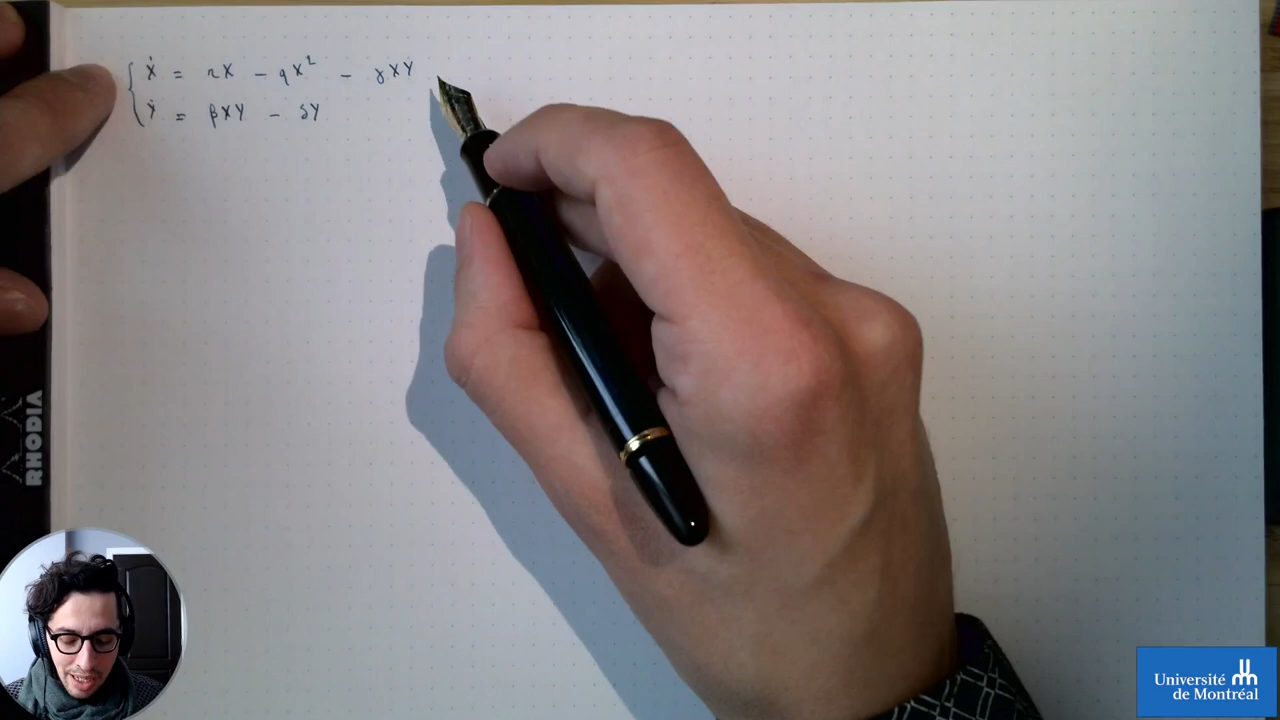 Ẋ = rX - qX² - γXY
Ẏ = βXY - δY
RHODIA
Université
de Montréal